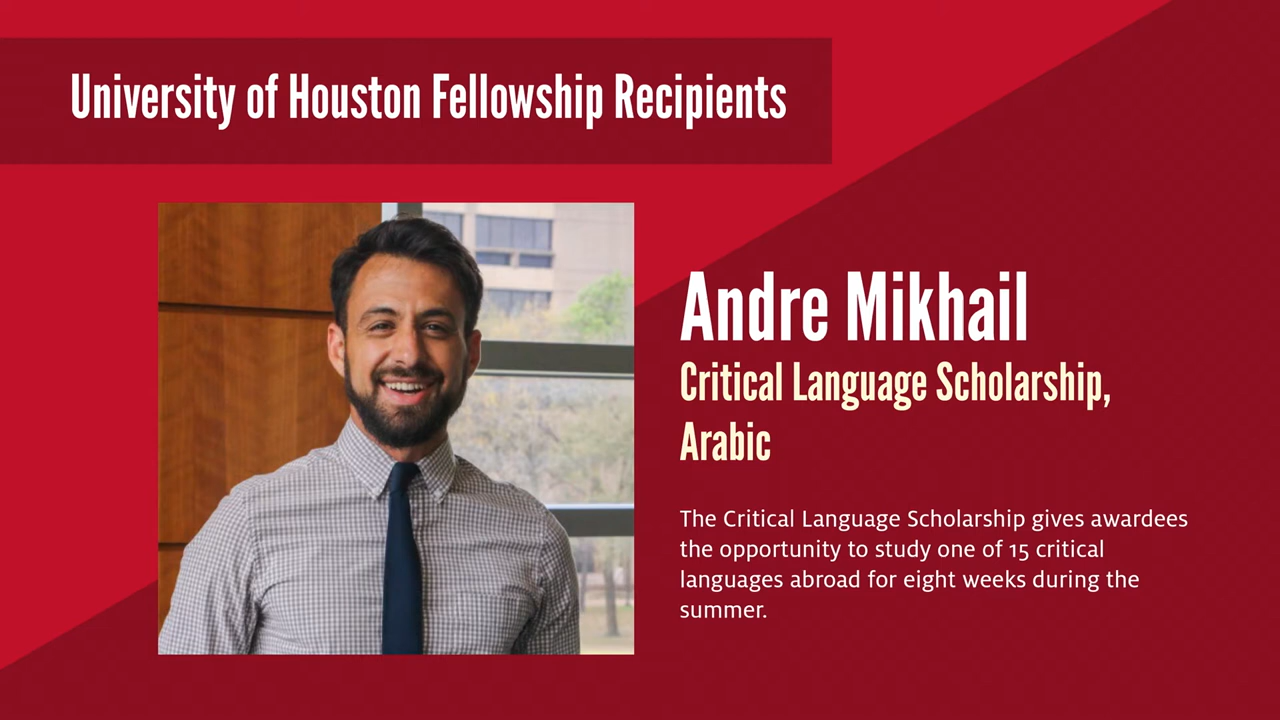 University of Houston Fellowship Recipients
Andre Mikhail
Critical Language Scholarship,
Arabic
The Critical Language Scholarship gives awardees
the opportunity to study one of 15 critical
languages abroad for eight weeks during the
summer.